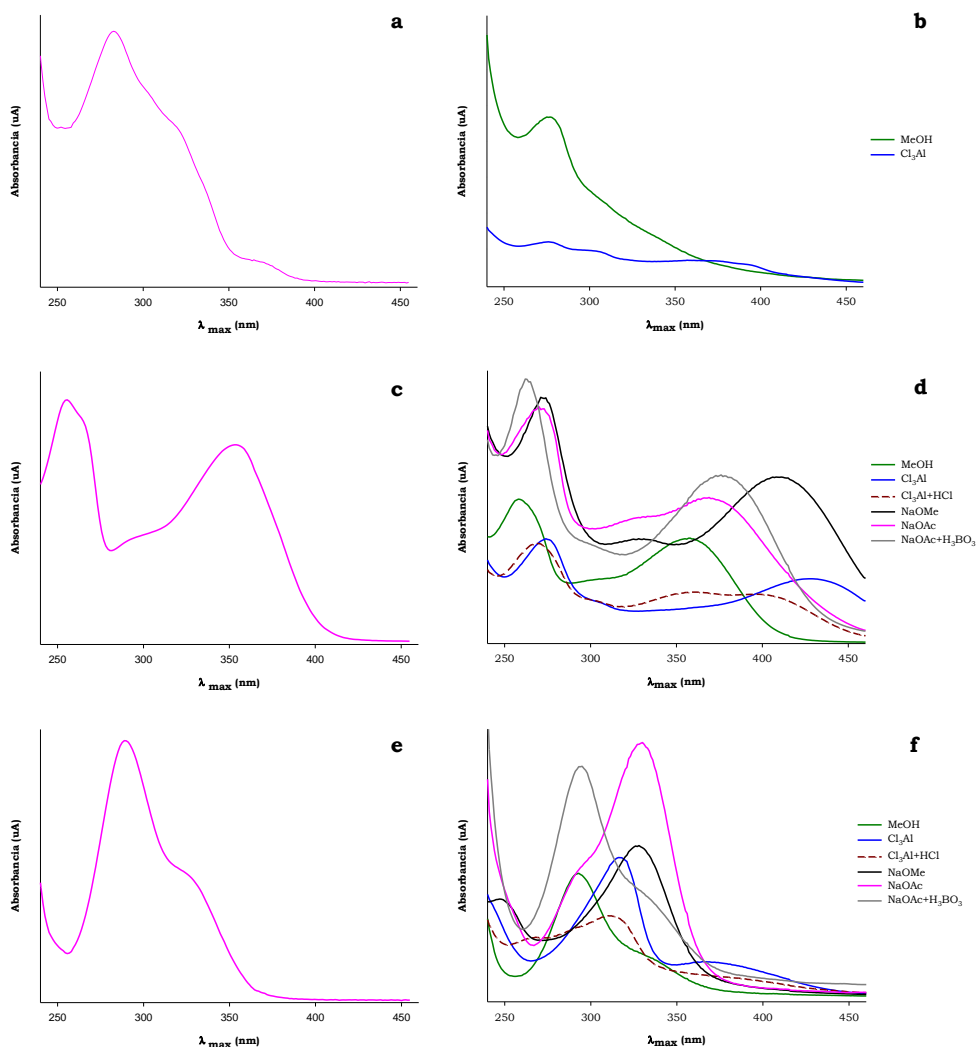 a
Absorbancia (uA)
250 300 350 400 450
λ max (nm)
b
Absorbancia (uA)
MeOH
Cl₃Al
250 300 350 400 450
λmax (nm)
c
Absorbancia (uA)
250 300 350 400 450
λ max (nm)
d
Absorbancia (uA)
MeOH
Cl₃Al
Cl₃Al+HCl
NaOMe
NaOAc
NaOAc+H₃BO₃
250 300 350 400 450
λmax (nm)
e
Absorbancia (uA)
250 300 350 400 450
λ max (nm)
f
Absorbancia (uA)
MeOH
Cl₃Al
Cl₃Al+HCl
NaOMe
NaOAc
NaOAc+H₃BO₃
250 300 350 400 450
λmax (nm)